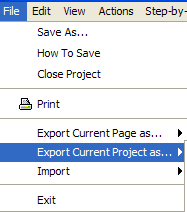 File Edit View Actions Step-by-
Save As...
How To Save
Close Project
Print
Export Current Page as...
Export Current Project as...
Import
Exit